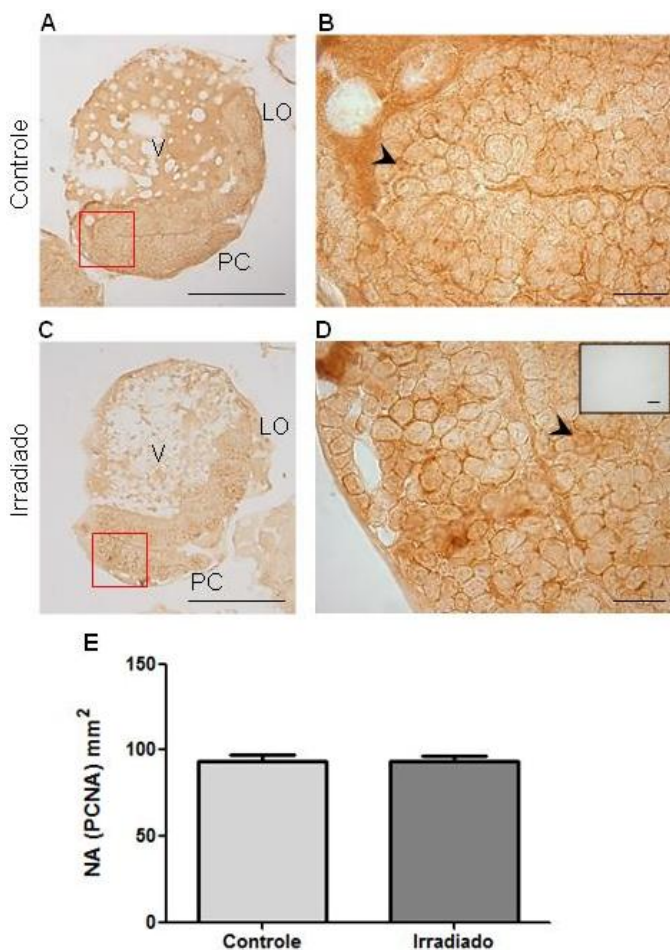 A
B
Controle
LO
V
PC
C
D
Irradiado
LO
V
PC
E
NA (PCNA) mm²
150
100
50
0
Controle
Irradiado